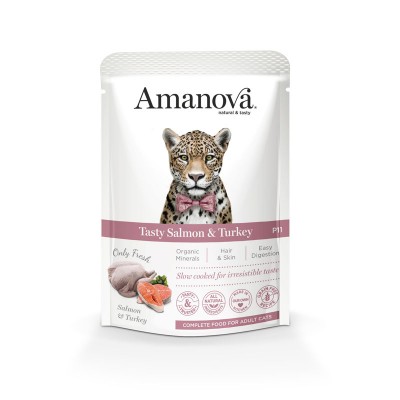 Amanova®
natural & tasty
Tasty Salmon & Turkey P11
Only Fresh
Organic Minerals
Hair & Skin
Easy Digestion
Slow cooked for irresistible taste
Salmon & Turkey
COMPLETE FOOD FOR ADULT CATS